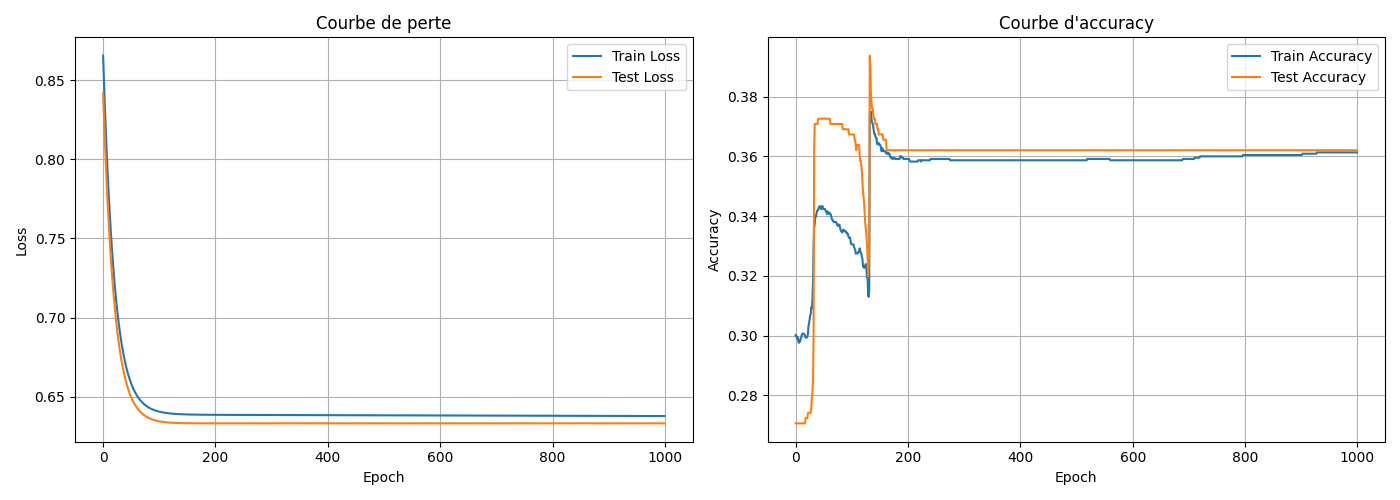 Courbe de perte
Train Loss
Test Loss
0.85
0.80
0.75
0.70
0.65
Loss
0
200
400
600
800
1000
Epoch
Courbe d'accuracy
Train Accuracy
Test Accuracy
0.38
0.36
0.34
0.32
0.30
0.28
Accuracy
0
200
400
600
800
1000
Epoch